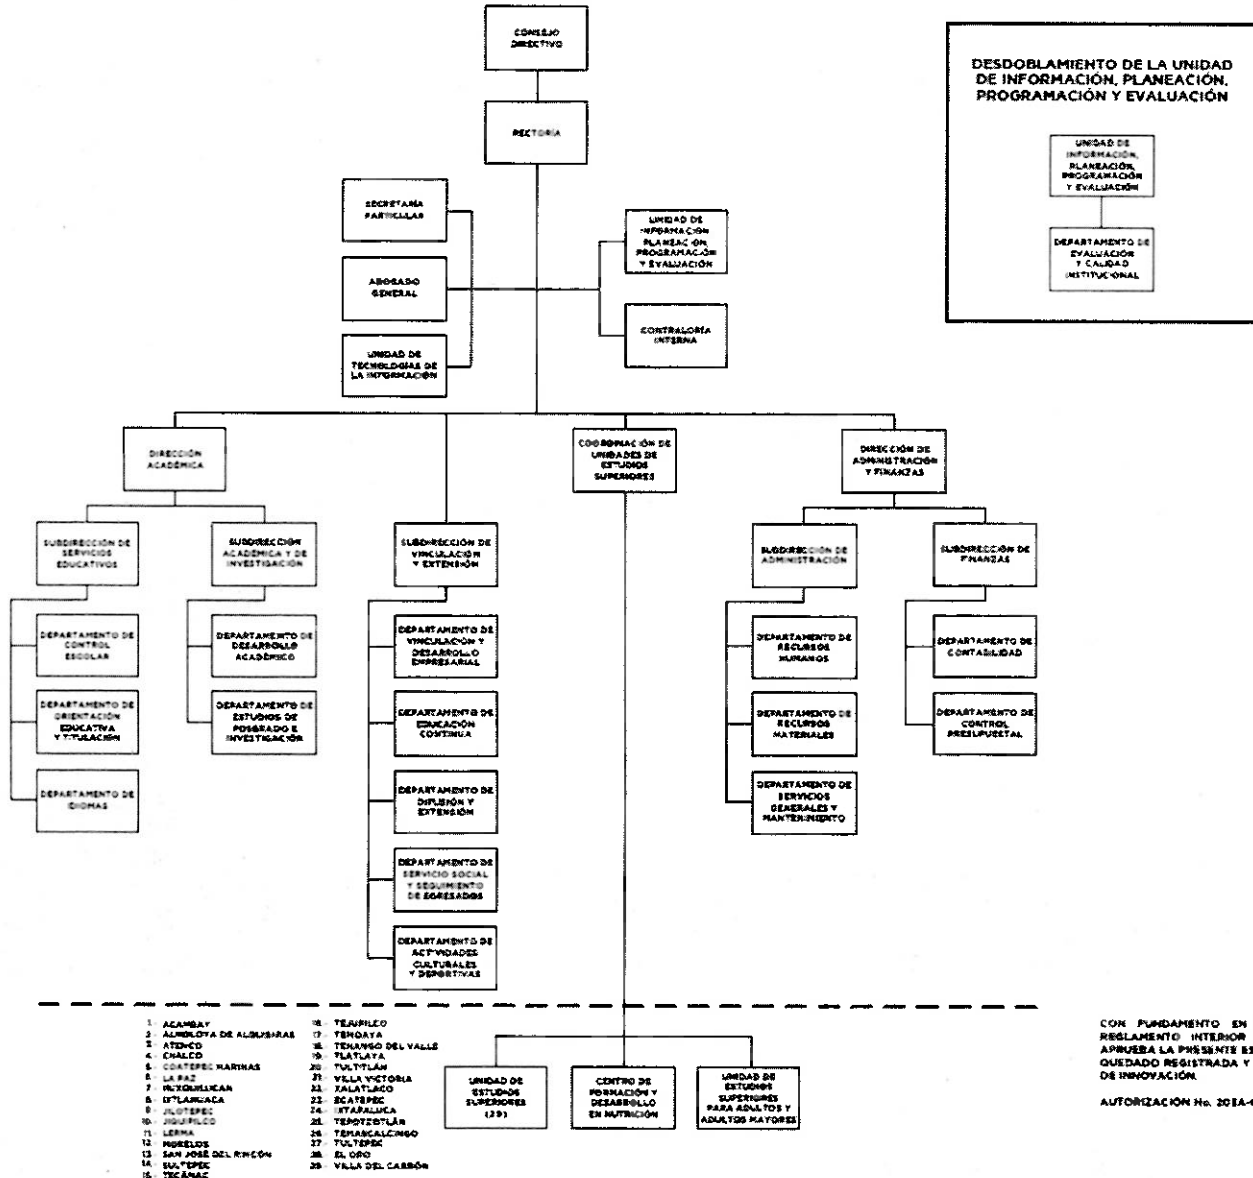 CONSEJO
DIRECTIVO
RECTORÍA
SECRETARÍA
PARTICULAR
ABOGADO
GENERAL
UNIDAD DE
TECNOLOGÍAS DE
LA INFORMACIÓN
UNIDAD DE
INFORMACIÓN
PLANEACIÓN,
PROGRAMACIÓN
Y EVALUACIÓN
CONTRALORÍA
INTERNA
DESDOBLAMIENTO DE LA UNIDAD
DE INFORMACIÓN, PLANEACIÓN,
PROGRAMACIÓN Y EVALUACIÓN
UNIDAD DE
INFORMACIÓN,
PLANEACIÓN,
PROGRAMACIÓN
Y EVALUACIÓN
DEPARTAMENTO DE
EVALUACIÓN
Y CALIDAD
INSTITUCIONAL
DIRECCIÓN
ACADÉMICA
COORDINACIÓN DE
UNIDADES DE
ESTUDIOS
SUPERIORES
DIRECCIÓN DE
ADMINISTRACIÓN
Y FINANZAS
SUBDIRECCIÓN DE
SERVICIOS
EDUCATIVOS
SUBDIRECCIÓN
ACADÉMICA Y DE
INVESTIGACIÓN
SUBDIRECCIÓN DE
VINCULACIÓN
Y EXTENSIÓN
SUBDIRECCIÓN DE
ADMINISTRACIÓN
SUBDIRECCIÓN DE
FINANZAS
DEPARTAMENTO DE
CONTROL
ESCOLAR
DEPARTAMENTO DE
ORIENTACIÓN
EDUCATIVA
Y TITULACIÓN
DEPARTAMENTO DE
IDIOMAS
DEPARTAMENTO DE
DESARROLLO
ACADÉMICO
DEPARTAMENTO DE
ESTUDIOS DE
POSGRADO E
INVESTIGACIÓN
DEPARTAMENTO DE
VINCULACIÓN Y
DESARROLLO
EMPRESARIAL
DEPARTAMENTO DE
EDUCACIÓN
CONTINUA
DEPARTAMENTO DE
DIFUSIÓN Y
EXTENSIÓN
DEPARTAMENTO DE
SERVICIO SOCIAL
Y SEGUIMIENTO
DE EGRESADOS
DEPARTAMENTO DE
ACTIVIDADES
CULTURALES
Y DEPORTIVAS
DEPARTAMENTO DE
RECURSOS
HUMANOS
DEPARTAMENTO DE
RECURSOS
MATERIALES
DEPARTAMENTO DE
SERVICIOS
GENERALES Y
MANTENIMIENTO
DEPARTAMENTO DE
CONTABILIDAD
DEPARTAMENTO DE
CONTROL
PRESUPUESTAL
1.- ACAMBAY
2.- ALMOLOYA DE ALQUISIRAS
3.- ATENCO
4.- CHALCO
5.- COATEPEC HARINAS
6.- LA PAZ
7.- HUIXQUILUCAN
8.- IXTLAHUACA
9.- JILOTEPEC
10.- JIQUIPILCO
11.- LERMA
12.- MORELOS
13.- SAN JOSÉ DEL RINCÓN
14.- SULTEPEC
15.- TECÁMAC
16.- TEJUPILCO
17.- TEMOAYA
18.- TENANGO DEL VALLE
19.- TLATLAYA
20.- TULTITLÁN
21.- VILLA VICTORIA
22.- XALATLACO
23.- ECATEPEC
24.- IXTAPALUCA
25.- TEPOTZOTLÁN
26.- TEMASCALCINGO
27.- TULTEPEC
28.- EL ORO
29.- VILLA DEL CARBÓN
UNIDAD DE
ESTUDIOS
SUPERIORES
(29)
CENTRO DE
FORMACIÓN Y
DESARROLLO
EN NUTRICIÓN
UNIDAD DE
ESTUDIOS
SUPERIORES
PARA ADULTOS Y
ADULTOS MAYORES
CON FUNDAMENTO EN
REGLAMENTO INTERIOR
APRUEBA LA PRESENTE ES
QUEDADO REGISTRADA Y
DE INNOVACIÓN.
AUTORIZACIÓN No. 203A-